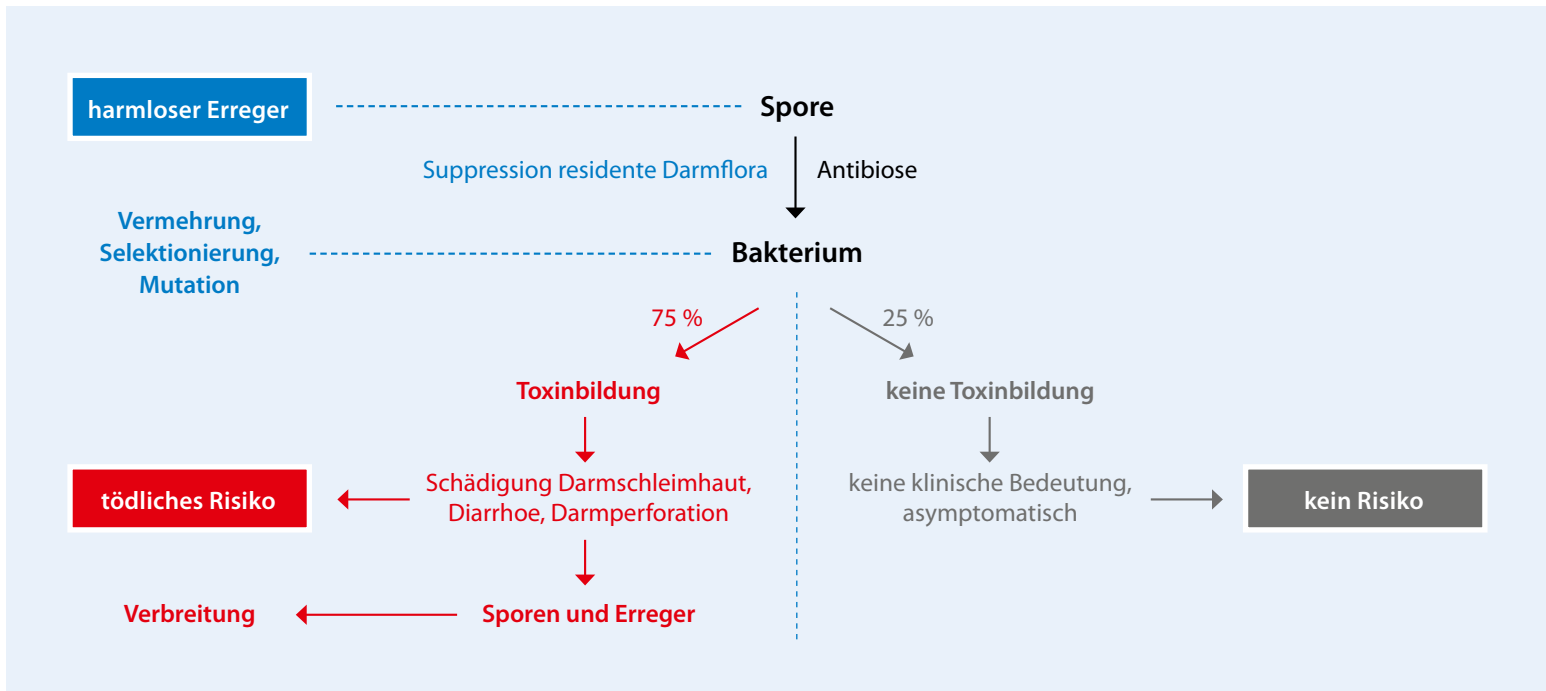 harmloser Erreger
Spore
Suppression residente Darmflora
Antibiose
Vermehrung,
Selektionierung,
Mutation
Bakterium
75 %
25 %
Toxinbildung
keine Toxinbildung
tödliches Risiko
Schädigung Darmschleimhaut,
Diarrhoe, Darmperforation
keine klinische Bedeutung,
asymptomatisch
kein Risiko
Verbreitung
Sporen und Erreger